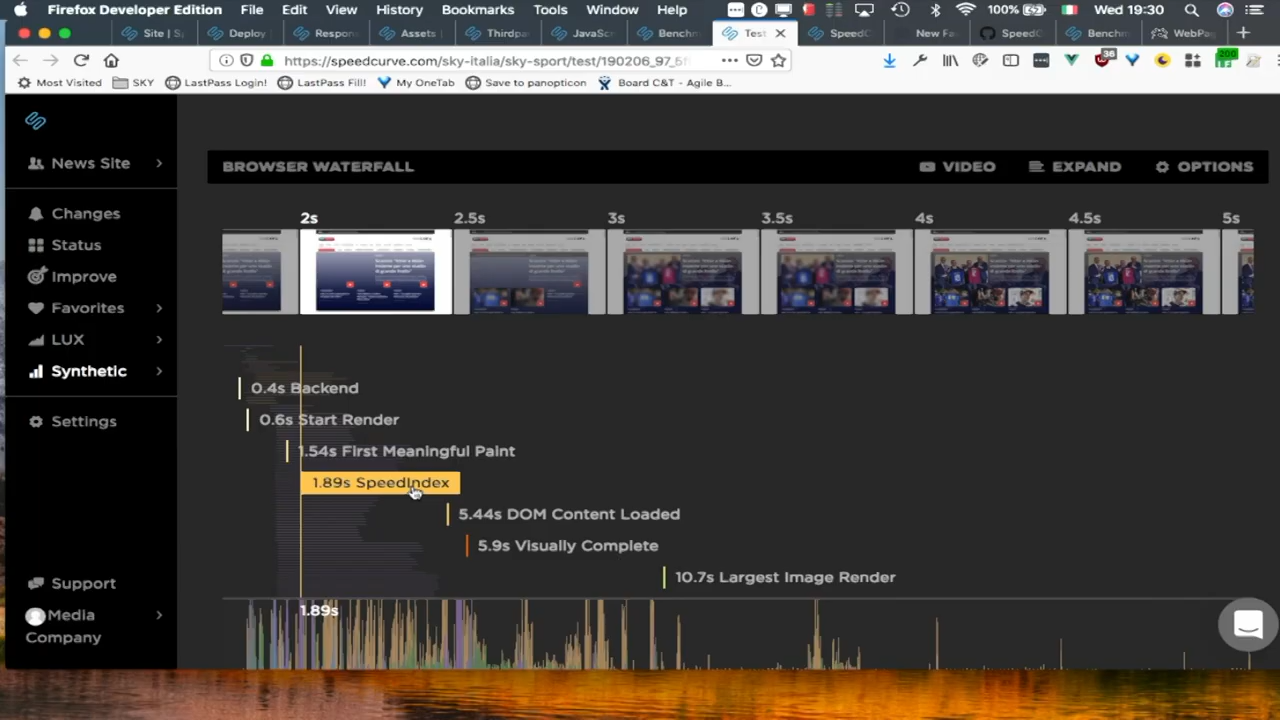 Firefox Developer Edition File Edit View History Bookmarks Tools Window Help 100% Wed 19:30
Site | S Deploy Respon Assets Thirdpa JavaSc Benchm Test SpeedC New Fa SpeedC Benchm WebPag
https://speedcurve.com/sky-italia/sky-sport/test/190206_97_5 36 200
Most Visited SKY LastPass Login! LastPass Fill! My OneTab Save to panopticon Board C&T - Agile B...
News Site
Changes
Status
Improve
Favorites
LUX
Synthetic
Settings
Support
Media
Company
BROWSER WATERFALL VIDEO EXPAND OPTIONS
2s 2.5s 3s 3.5s 4s 4.5s 5s
0.4s Backend
0.6s Start Render
1.54s First Meaningful Paint
1.89s SpeedIndex
5.44s DOM Content Loaded
5.9s Visually Complete
10.7s Largest Image Render
1.89s